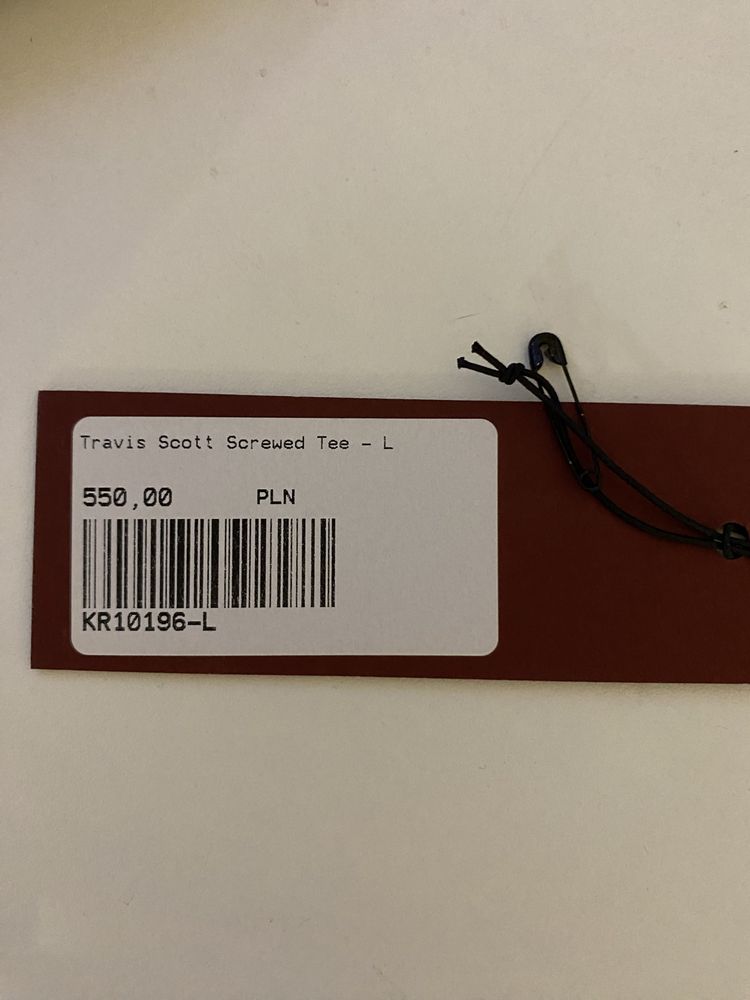 Travis Scott Screwed Tee - L
550,00 PLN
KR10196-L